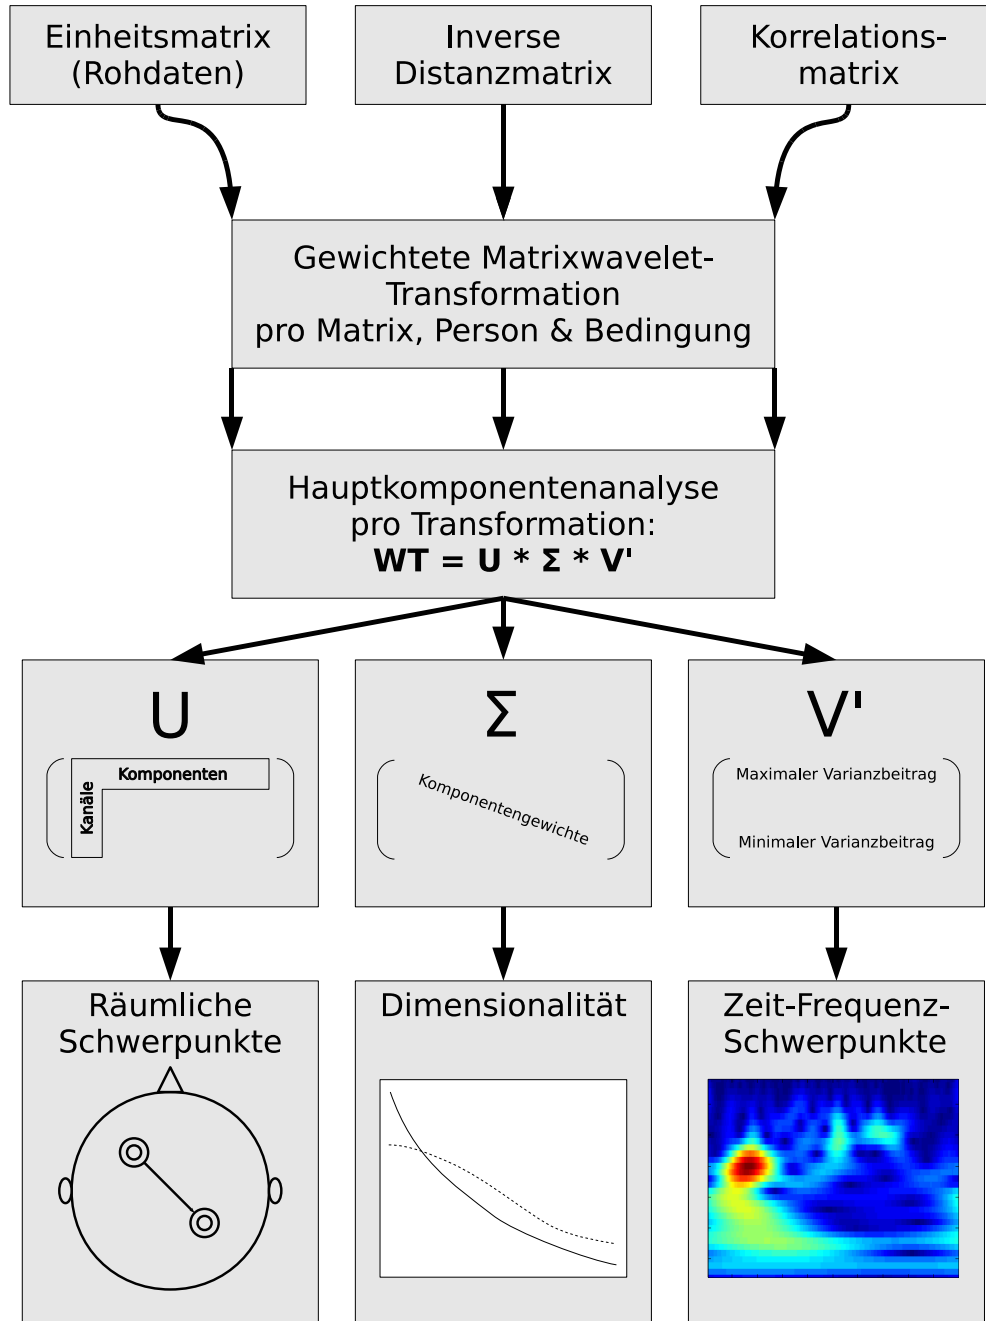 Einheitsmatrix
(Rohdaten)
Inverse
Distanzmatrix
Korrelations-
matrix
Gewichtete Matrixwavelet-
Transformation
pro Matrix, Person & Bedingung
Hauptkomponentenanalyse
pro Transformation:
WT = U * Σ * V'
U
Komponenten
Kanäle
Σ
Komponentengewichte
V'
Maximaler Varianzbeitrag
Minimaler Varianzbeitrag
Räumliche
Schwerpunkte
Dimensionalität
Zeit-Frequenz-
Schwerpunkte